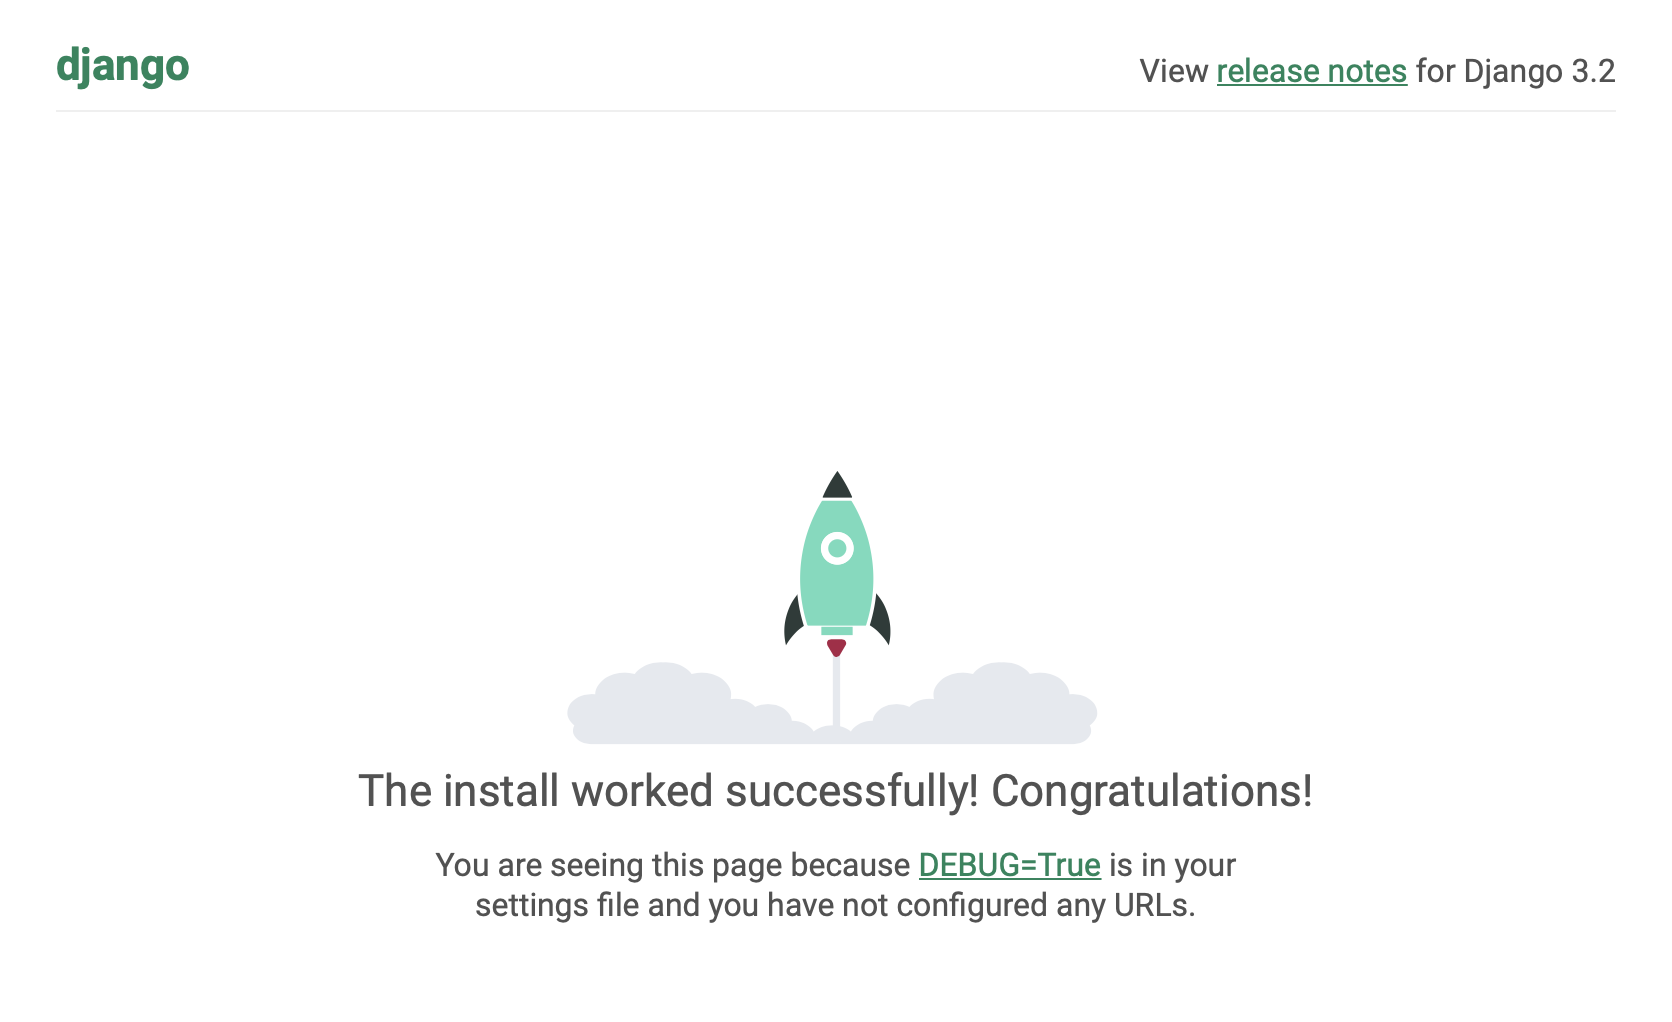 django
View release notes for Django 3.2
The install worked successfully! Congratulations!
You are seeing this page because DEBUG=True is in your
settings file and you have not configured any URLs.